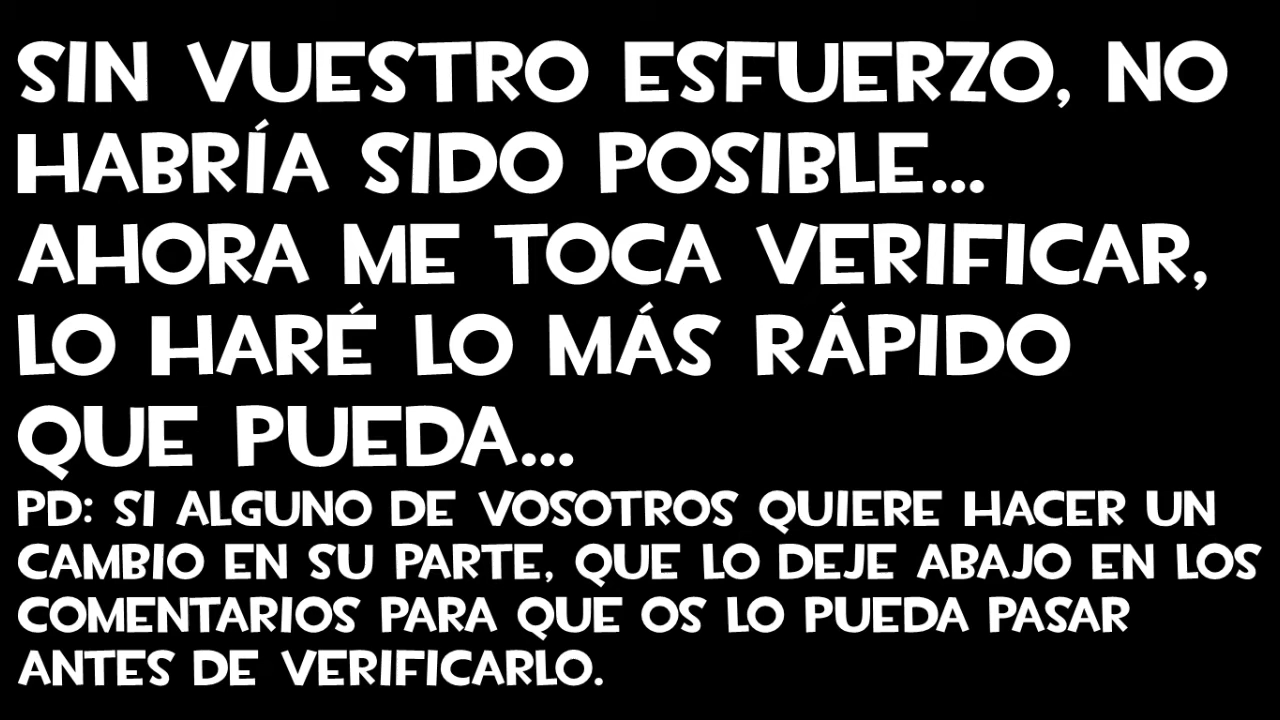 SIN VUESTRO ESFUERZO, NO
HABRÍA SIDO POSIBLE...
AHORA ME TOCA VERIFICAR,
LO HARÉ LO MÁS RÁPIDO
QUE PUEDA...
PD: SI ALGUNO DE VOSOTROS QUIERE HACER UN
CAMBIO EN SU PARTE, QUE LO DEJE ABAJO EN LOS
COMENTARIOS PARA QUE OS LO PUEDA PASAR
ANTES DE VERIFICARLO.